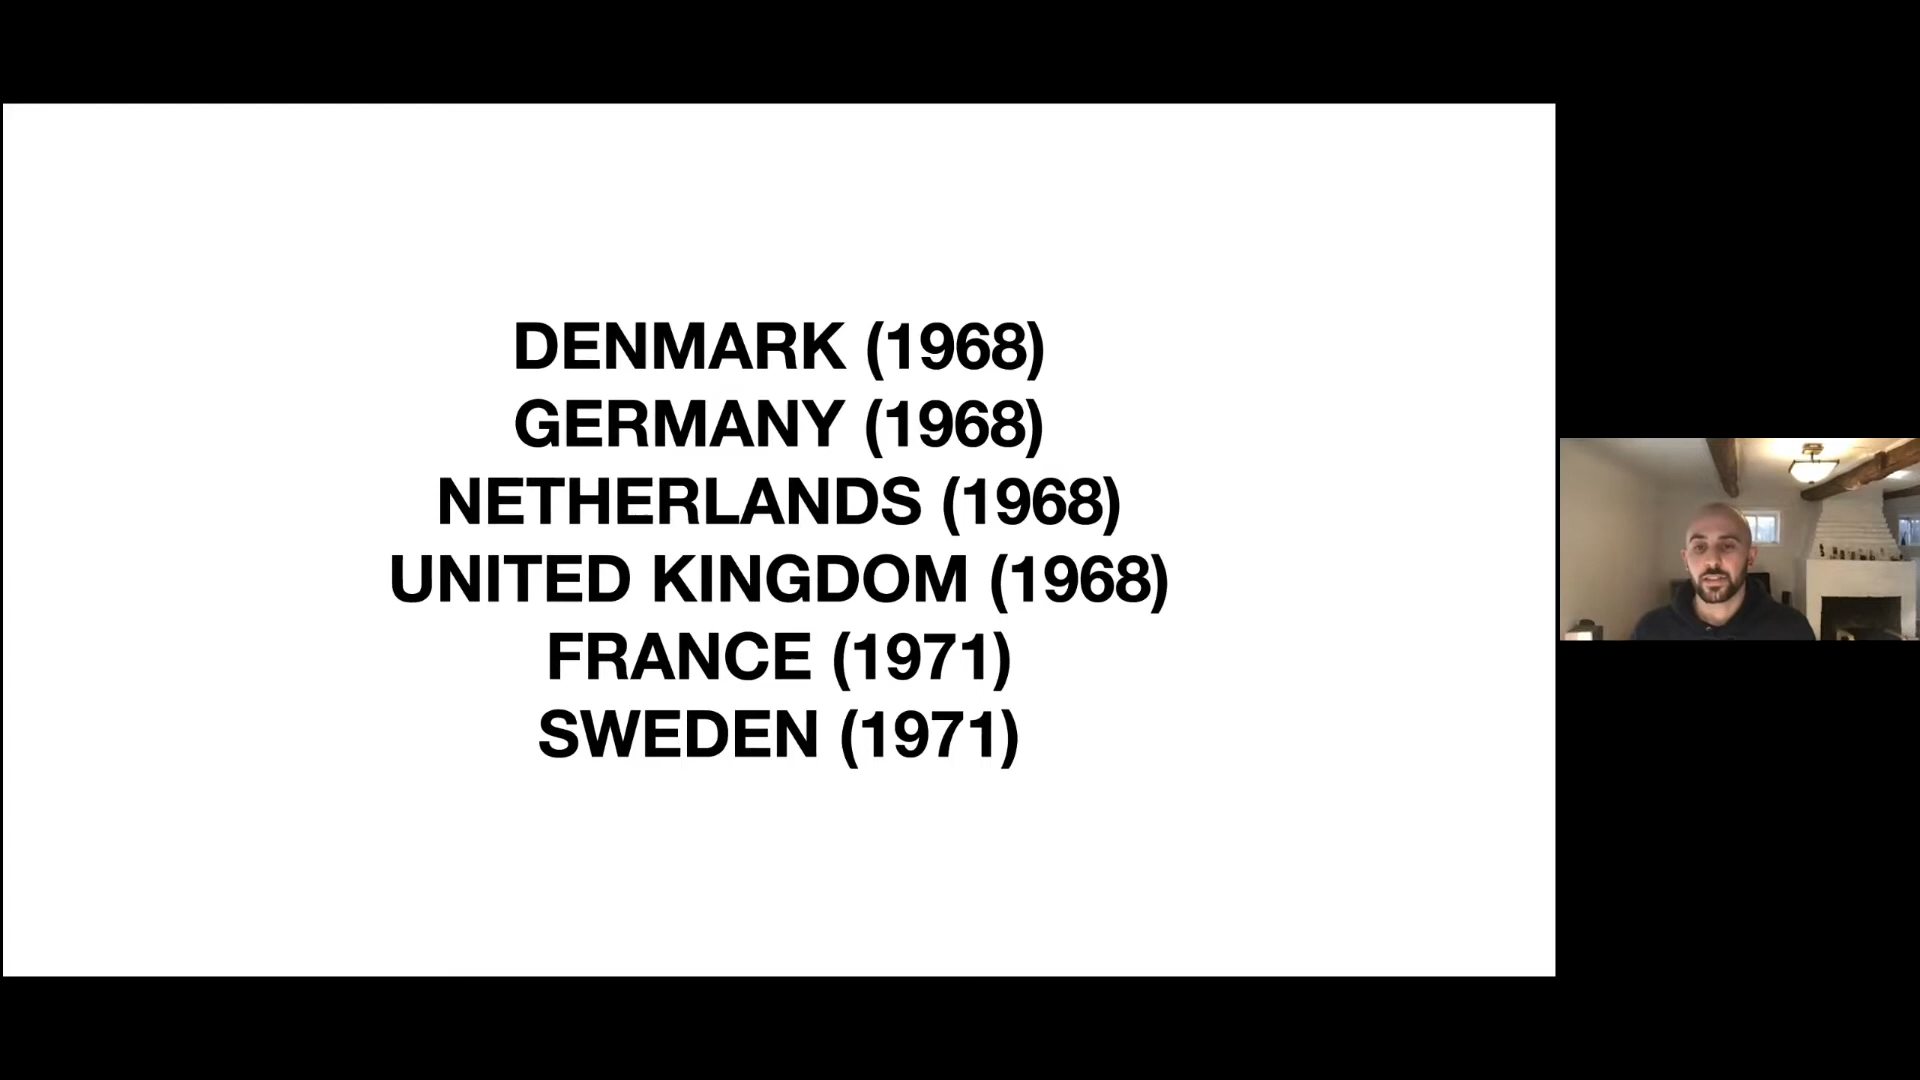 DENMARK (1968)
GERMANY (1968)
NETHERLANDS (1968)
UNITED KINGDOM (1968)
FRANCE (1971)
SWEDEN (1971)